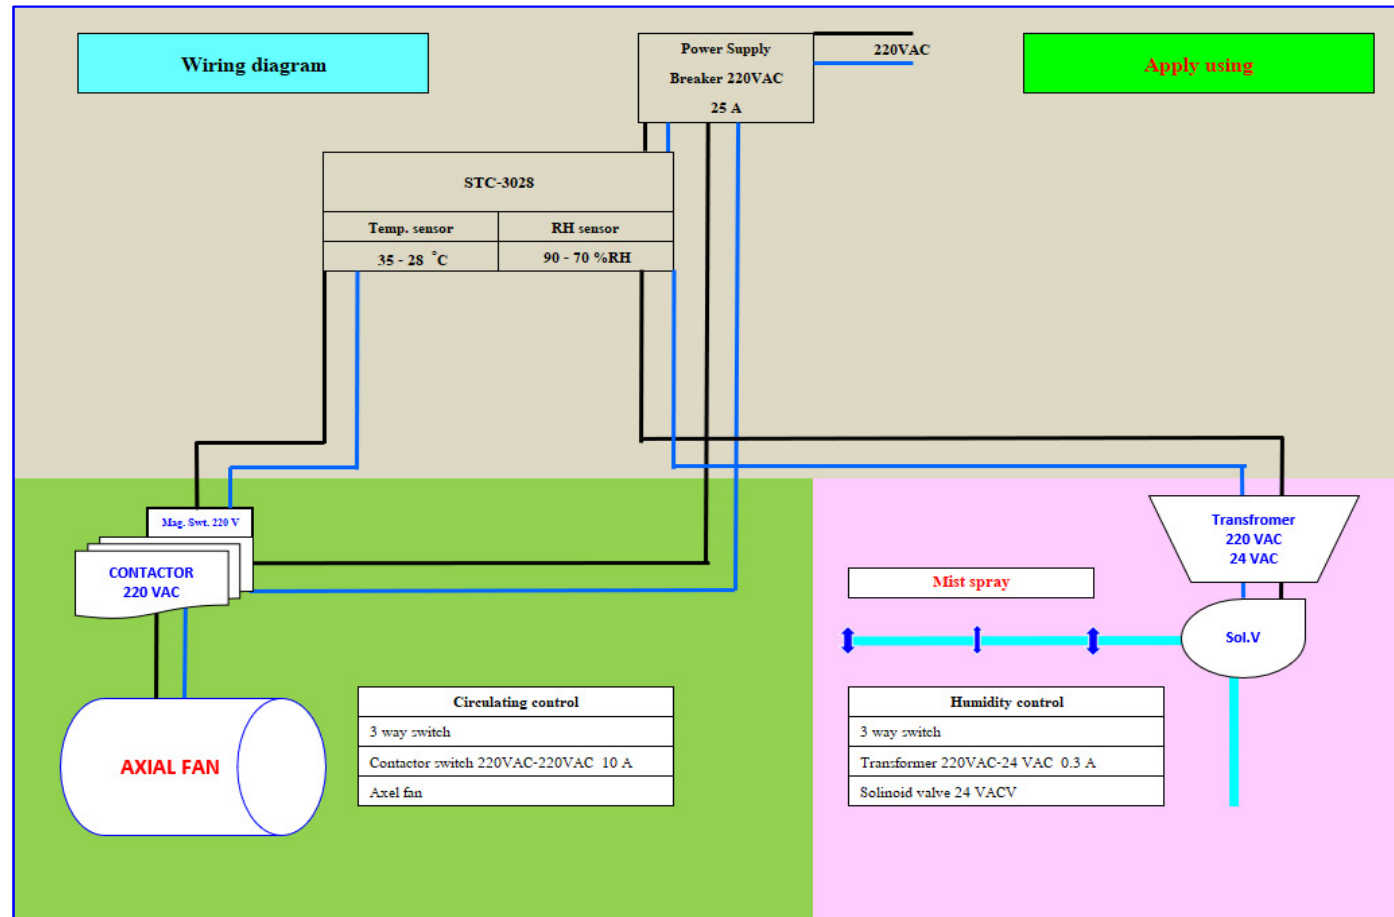 Wiring diagram
Power Supply
Breaker 220VAC
25 A
220VAC
Apply using
STC-3028
Temp. sensor
RH sensor
35 - 28 °C
90 - 70 %RH
Mag. Swt. 220 V
CONTACTOR
220 VAC
AXIAL FAN
Circulating control
3 way switch
Contactor switch 220VAC-220VAC 10 A
Axel fan
Transfromer
220 VAC
24 VAC
Mist spray
Sol.V
Humidity control
3 way switch
Transformer 220VAC-24 VAC 0.3 A
Solinoid valve 24 VACV